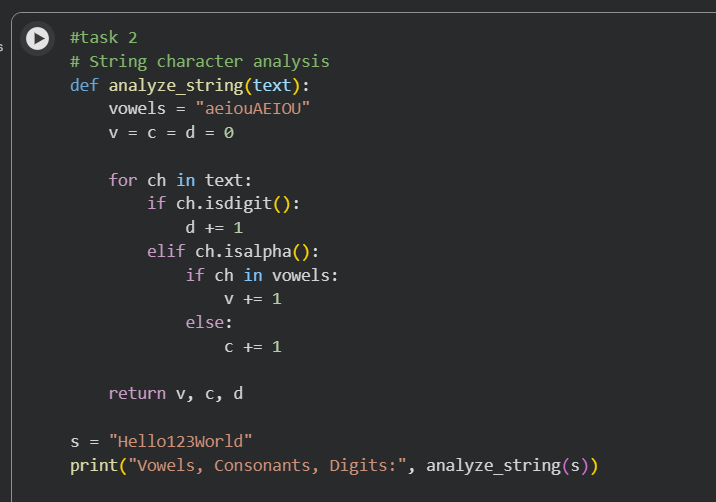 s
#task 2
# String character analysis
def analyze_string(text):
    vowels = "aeiouAEIOU"
    v = c = d = 0

    for ch in text:
        if ch.isdigit():
            d += 1
        elif ch.isalpha():
            if ch in vowels:
                v += 1
            else:
                c += 1

    return v, c, d

s = "Hello123World"
print("Vowels, Consonants, Digits:", analyze_string(s))